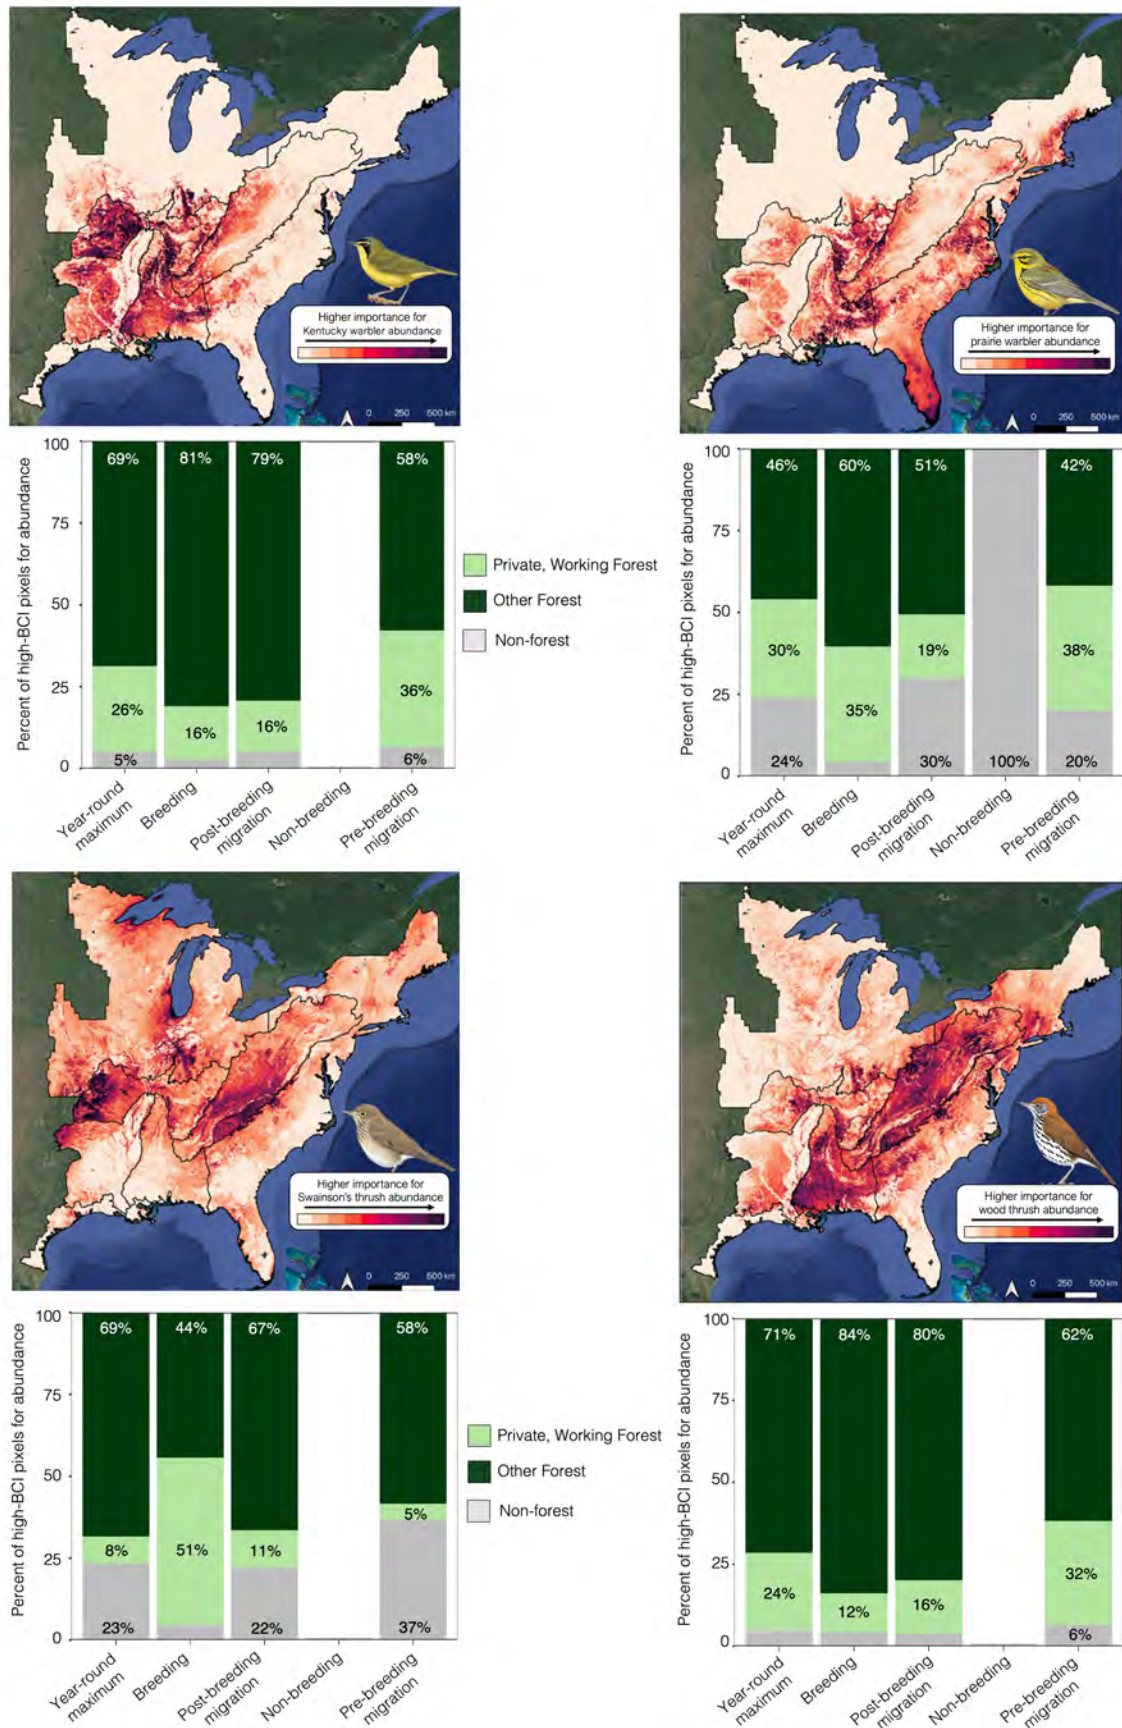 Higher importance for
Kentucky warbler abundance
0 250 500 km
Higher importance for
prairie warbler abundance
0 250 500 km
Percent of high-BCI pixels for abundance
100
75
50
25
0
69%
81%
79%
58%
26%
16%
16%
36%
5%
6%
Year-round
maximum
Breeding
Post-breeding
migration
Non-breeding
Pre-breeding
migration
Private, Working Forest
Other Forest
Non-forest
Percent of high-BCI pixels for abundance
100
75
50
25
0
46%
60%
51%
42%
30%
35%
19%
38%
24%
30%
100%
20%
Year-round
maximum
Breeding
Post-breeding
migration
Non-breeding
Pre-breeding
migration
Higher importance for
Swainson's thrush abundance
0 250 500 km
Higher importance for
wood thrush abundance
0 250 500 km
Percent of high-BCI pixels for abundance
100
75
50
25
0
69%
44%
67%
58%
8%
51%
11%
5%
23%
22%
37%
Year-round
maximum
Breeding
Post-breeding
migration
Non-breeding
Pre-breeding
migration
Private, Working Forest
Other Forest
Non-forest
Percent of high-BCI pixels for abundance
100
75
50
25
0
71%
84%
80%
62%
24%
12%
16%
32%
6%
Year-round
maximum
Breeding
Post-breeding
migration
Non-breeding
Pre-breeding
migration